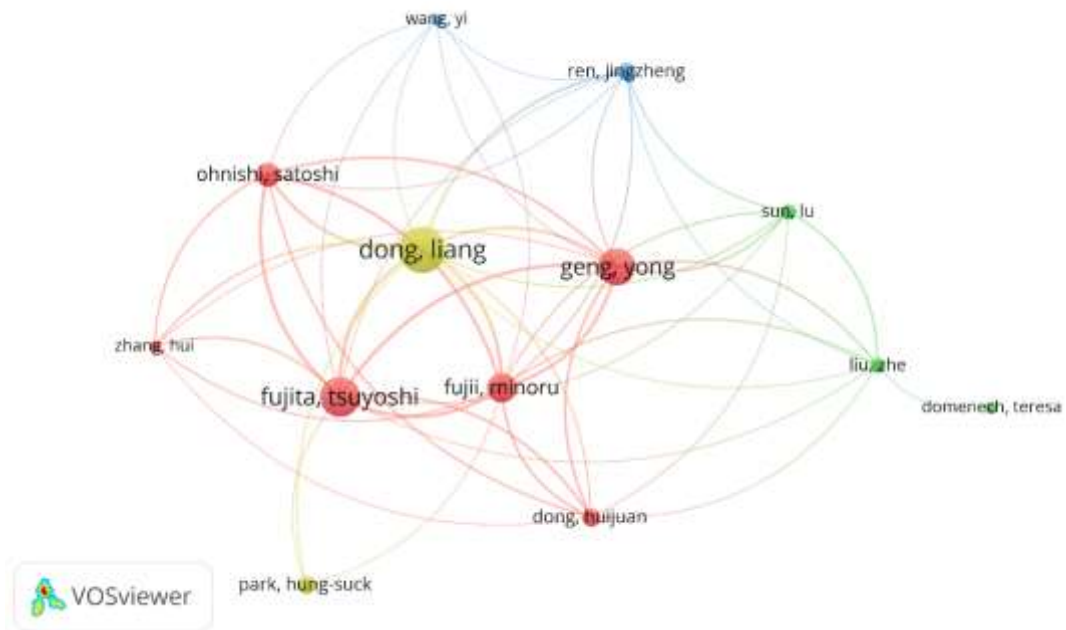 wang, yi
ren, jingzheng
ohnishi, satoshi
sun, lu
dong, liang
geng, yong
zhang, hui
liu, zhe
fujii, minoru
fujita, tsuyoshi
domenech, teresa
dong, huijuan
park, hung-suck
VOSviewer